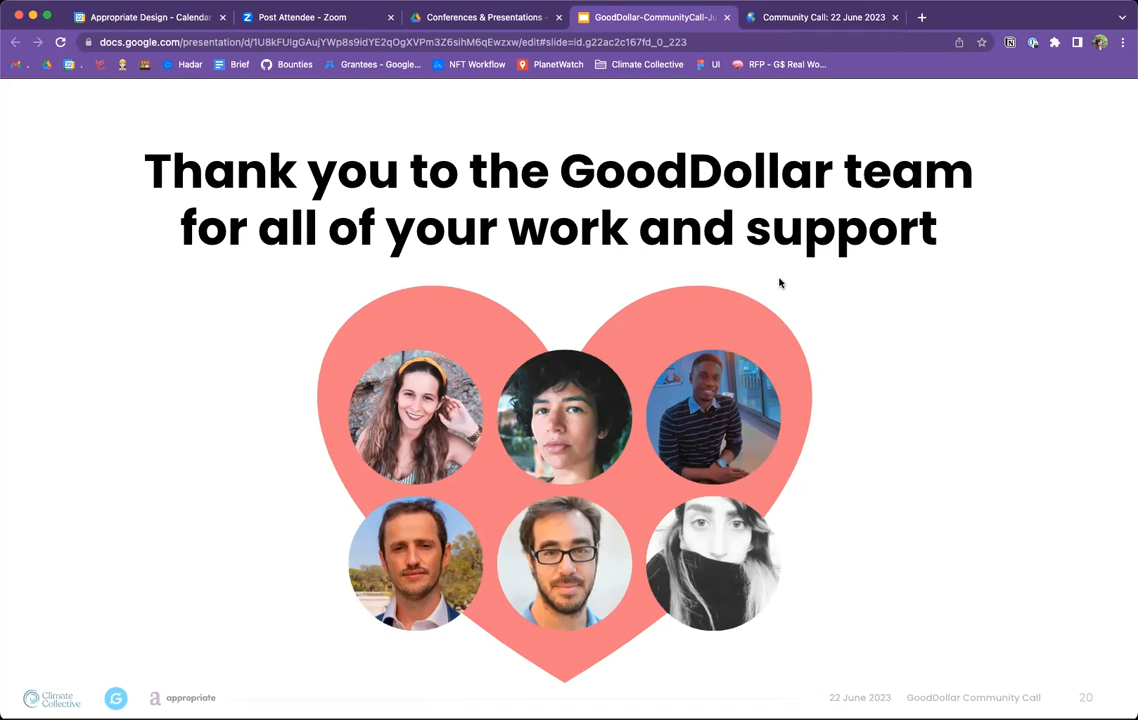 Appropriate Design - Calendar
Post Attendee - Zoom
Conferences & Presentations -
GoodDollar-CommunityCall-Ju
Community Call: 22 June 2023
docs.google.com/presentation/d/1U8kFUlgGAujYWp8s9idYE2qOgXVPm3Z6sihM6qEwzxw/edit#slide=id.g22ac2c167fd_0_223
Hadar
Brief
Bounties
Grantees - Google...
NFT Workflow
PlanetWatch
Climate Collective
UI
RFP - G$ Real Wo...
Thank you to the GoodDollar team
for all of your work and support
Climate
Collective
G
a appropriate
22 June 2023
GoodDollar Community Call
20